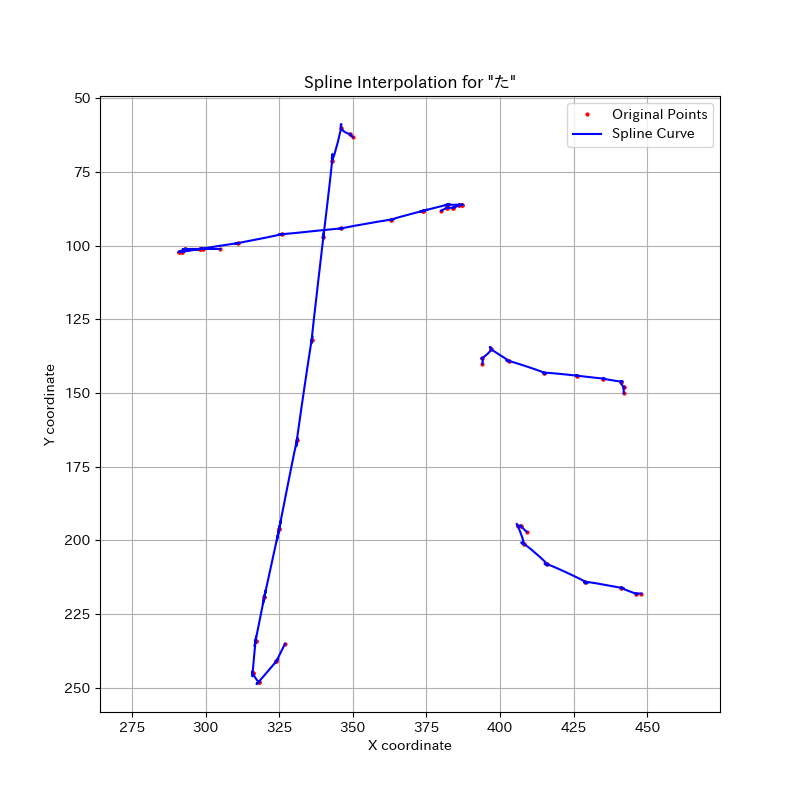 Spline Interpolation for "た"
Original Points
Spline Curve
Y coordinate
50
75
100
125
150
175
200
225
250
275 300 325 350 375 400 425 450
X coordinate